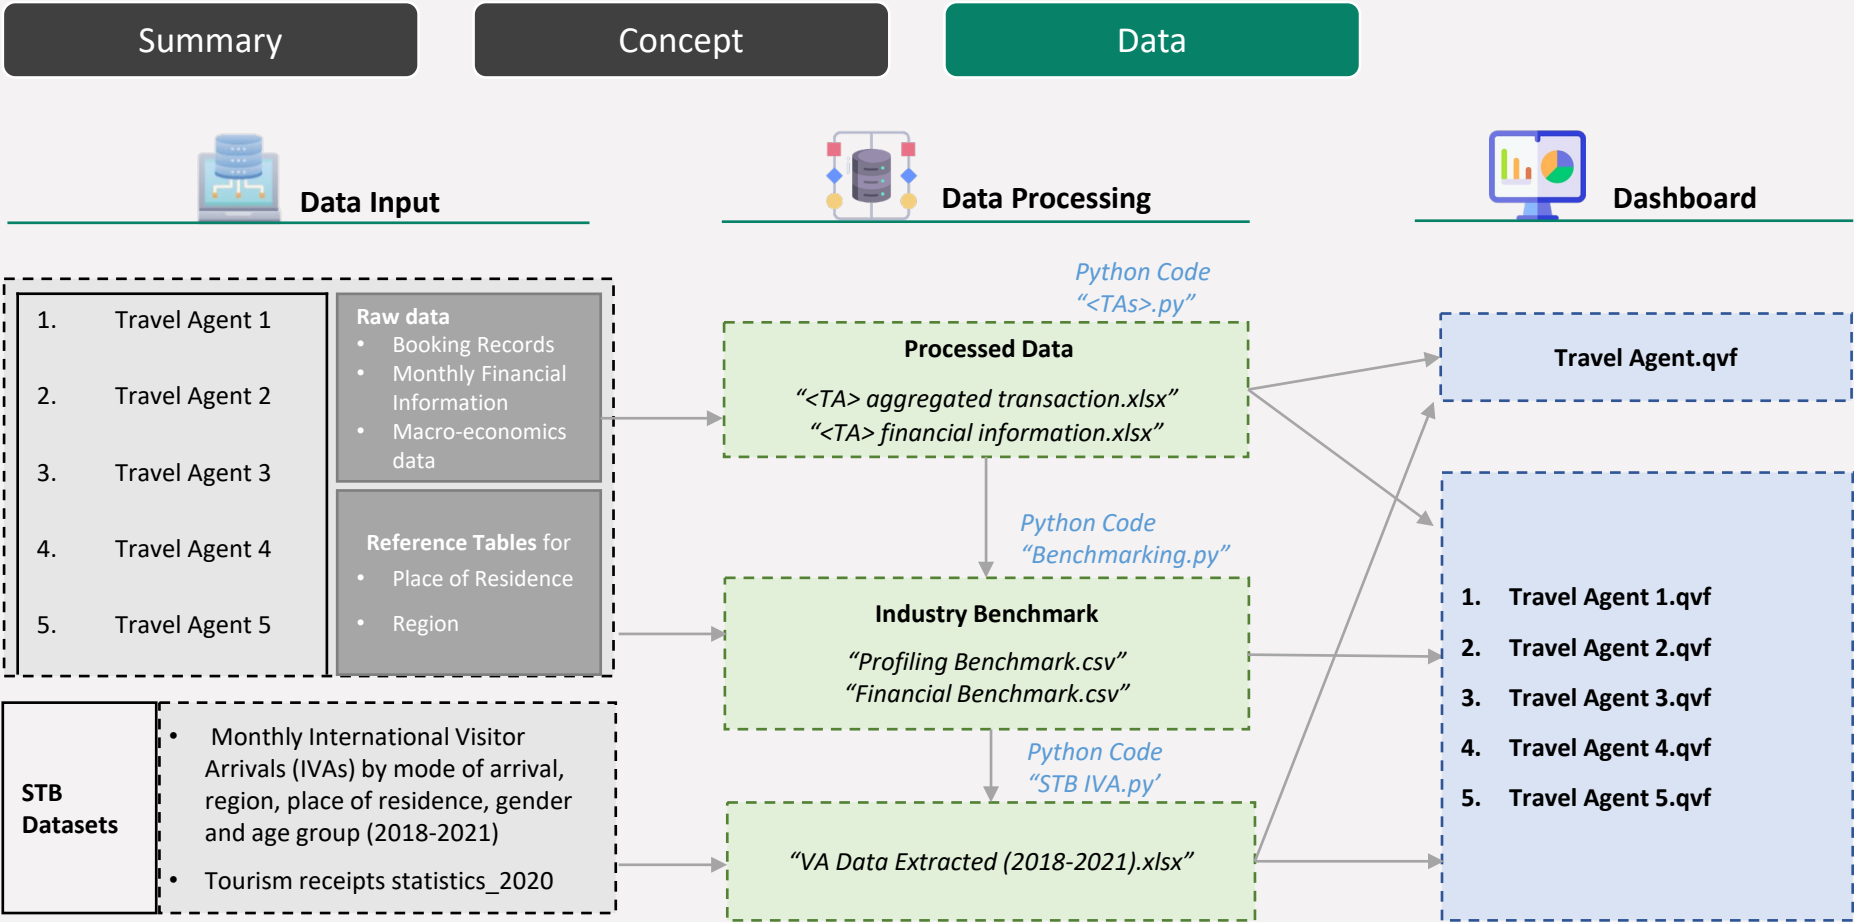 Summary
Concept
Data
Data Input
Data Processing
Dashboard
1. Travel Agent 1
2. Travel Agent 2
3. Travel Agent 3
4. Travel Agent 4
5. Travel Agent 5
Raw data
• Booking Records
• Monthly Financial
Information
• Macro-economics
data
Reference Tables for
• Place of Residence
• Region
STB
Datasets
• Monthly International Visitor
Arrivals (IVAs) by mode of arrival,
region, place of residence, gender
and age group (2018-2021)
• Tourism receipts statistics_2020
Python Code
“<TAs>.py”
Processed Data
“<TA> aggregated transaction.xlsx”
“<TA> financial information.xlsx”
Python Code
“Benchmarking.py”
Industry Benchmark
“Profiling Benchmark.csv”
“Financial Benchmark.csv”
Python Code
“STB IVA.py’
“VA Data Extracted (2018-2021).xlsx”
Travel Agent.qvf
1. Travel Agent 1.qvf
2. Travel Agent 2.qvf
3. Travel Agent 3.qvf
4. Travel Agent 4.qvf
5. Travel Agent 5.qvf